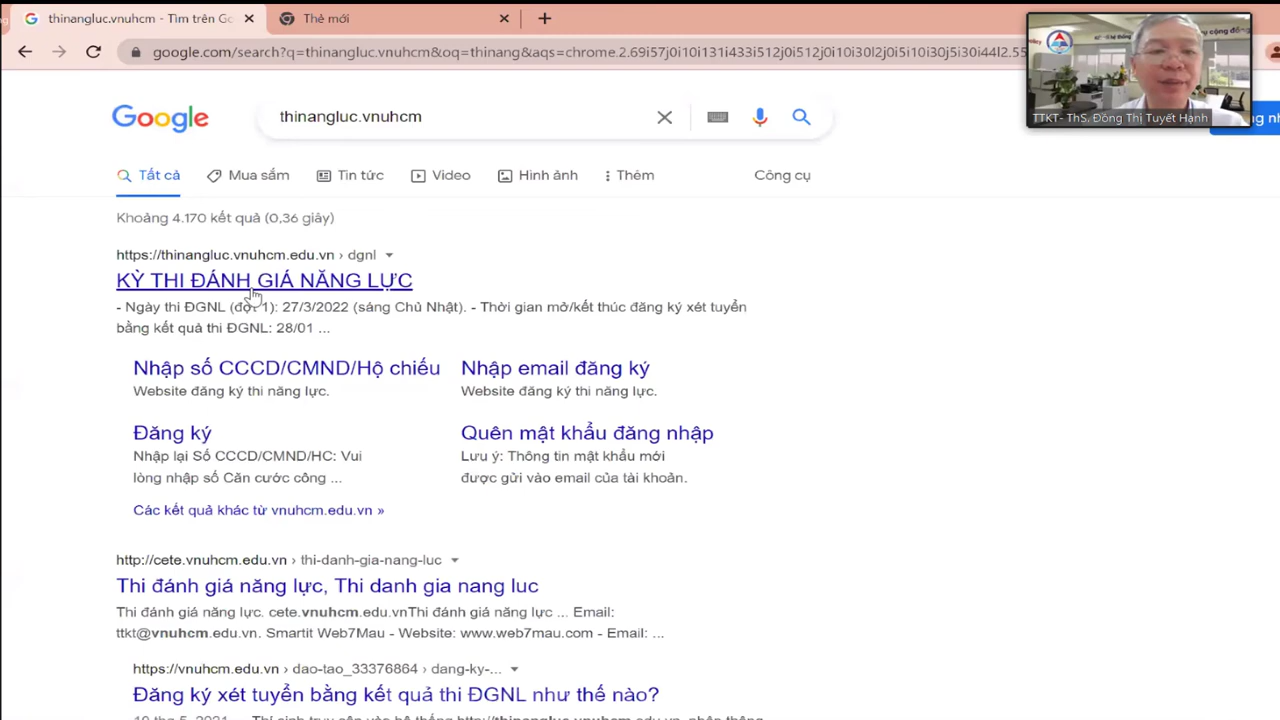 thinangluc.vnuhcm - Tìm trên Go
Thẻ mới
google.com/search?q=thinangluc.vnuhcm&oq=thinang&aqs=chrome.2.69i57j0i10i131i433i512j0i512j0i10i30l2j0i5i10i30j5i30i44l2.55
TTKT- ThS. Đồng Thị Tuyết Hạnh
Google
thinangluc.vnuhcm
Tất cả
Mua sắm
Tin tức
Video
Hình ảnh
Thêm
Công cụ
Khoảng 4.170 kết quả (0,36 giây)
https://thinangluc.vnuhcm.edu.vn › dgnl
KỲ THI ĐÁNH GIÁ NĂNG LỰC
- Ngày thi ĐGNL (đợt 1): 27/3/2022 (sáng Chủ Nhật). - Thời gian mở/kết thúc đăng ký xét tuyển
bằng kết quả thi ĐGNL: 28/01 ...
Nhập số CCCD/CMND/Hộ chiếu
Website đăng ký thi năng lực.
Nhập email đăng ký
Website đăng ký thi năng lực.
Đăng ký
Nhập lại Số CCCD/CMND/HC: Vui
lòng nhập số Căn cước công ...
Quên mật khẩu đăng nhập
Lưu ý: Thông tin mật khẩu mới
được gửi vào email của tài khoản.
Các kết quả khác từ vnuhcm.edu.vn »
http://cete.vnuhcm.edu.vn › thi-danh-gia-nang-luc
Thi đánh giá năng lực, Thi danh gia nang luc
Thi đánh giá năng lực. cete.vnuhcm.edu.vnThi đánh giá năng lực ... Email:
ttkt@vnuhcm.edu.vn. Smartit Web7Mau - Website: www.web7mau.com - Email: ...
https://vnuhcm.edu.vn › dao-tao_33376864 › dang-ky-...
Đăng ký xét tuyển bằng kết quả thi ĐGNL như thế nào?